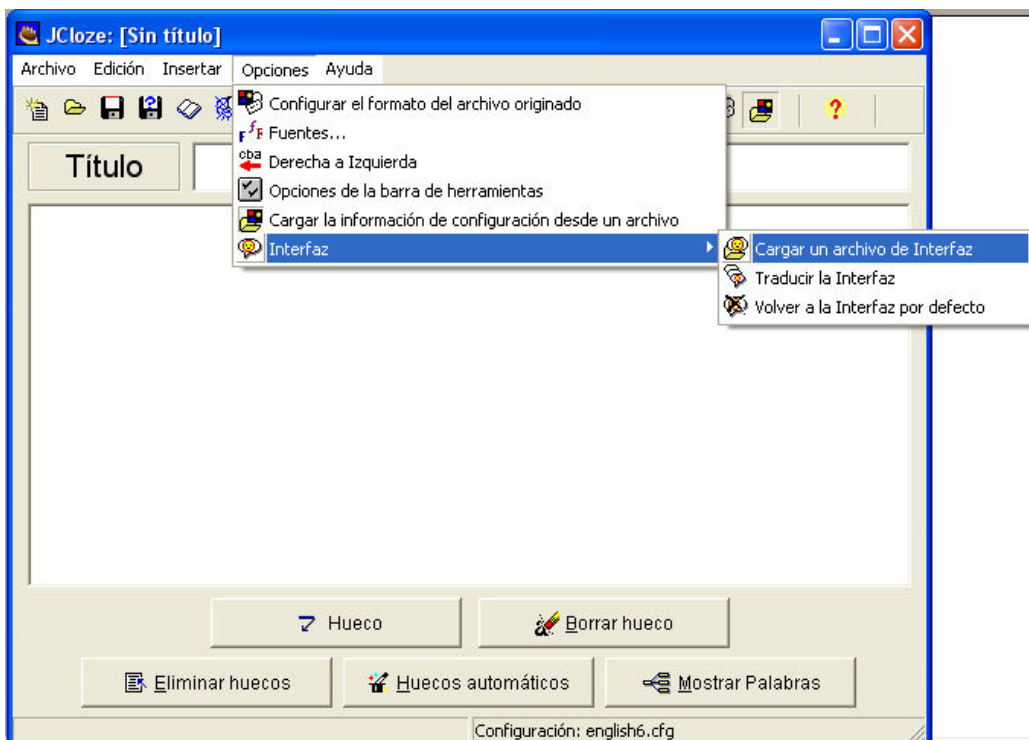 JCloze: [Sin título]
Archivo Edición Insertar Opciones Ayuda
Configurar el formato del archivo originado
Fuentes...
Derecha a Izquierda
Opciones de la barra de herramientas
Cargar la información de configuración desde un archivo
Interfaz
Cargar un archivo de Interfaz
Traducir la Interfaz
Volver a la Interfaz por defecto
Título
Hueco
Borrar hueco
Eliminar huecos
Huecos automáticos
Mostrar Palabras
Configuración: english6.cfg